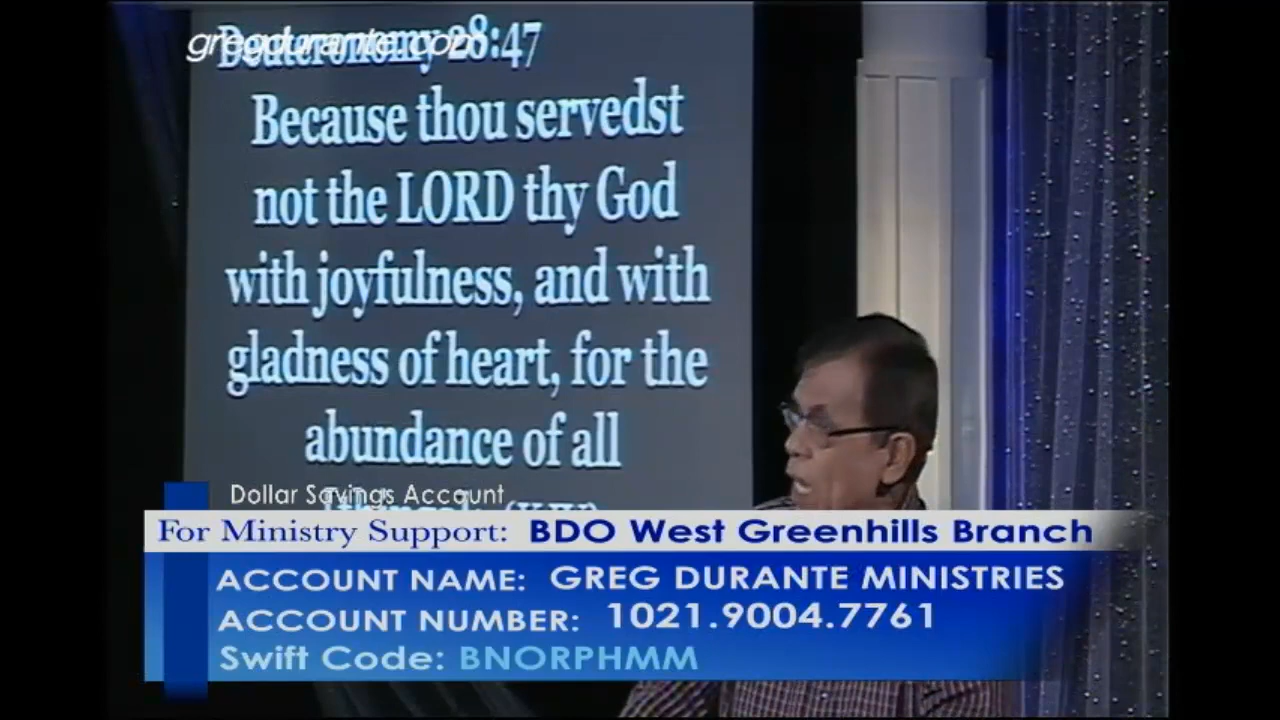 gregdurante.com
Deuteronomy 28:47
Because thou servedst
not the LORD thy God
with joyfulness, and with
gladness of heart, for the
abundance of all
Dollar Savings Account
For Ministry Support: BDO West Greenhills Branch
ACCOUNT NAME: GREG DURANTE MINISTRIES
ACCOUNT NUMBER: 1021.9004.7761
Swift Code: BNORPHMM